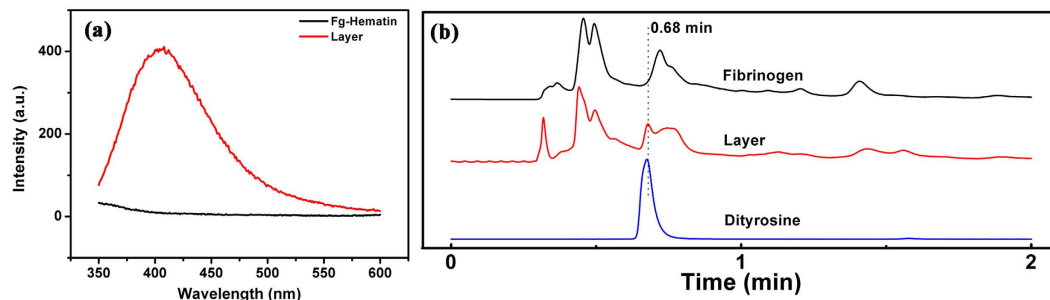 (a)
Fg-Hematin
Layer
400
200
0
350 400 450 500 550 600
Intensity (a.u.)
Wavelength (nm)
(b)
0.68 min
Fibrinogen
Layer
Dityrosine
0 1 2
Time (min)